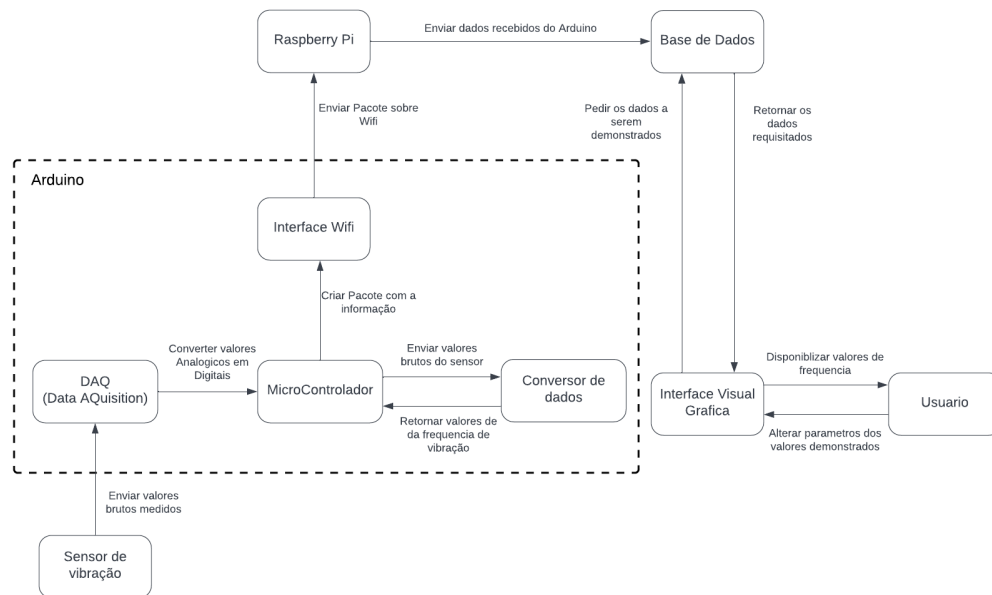 Raspberry Pi
Enviar dados recebidos do Arduino
Base de Dados
Enviar Pacote sobre
Wifi
Pedir os dados a
serem
demonstrados
Retornar os
dados
requisitados
Arduino
Interface Wifi
Criar Pacote com a
informação
Converter valores
Analogicos em
Digitais
Enviar valores
brutos do sensor
DAQ
(Data AQuisition)
MicroControlador
Conversor de
dados
Retornar valores de
da frequencia de
vibração
Disponiblizar valores de
frequencia
Interface Visual
Grafica
Usuario
Alterar parametros dos
valores demonstrados
Enviar valores
brutos medidos
Sensor de
vibração